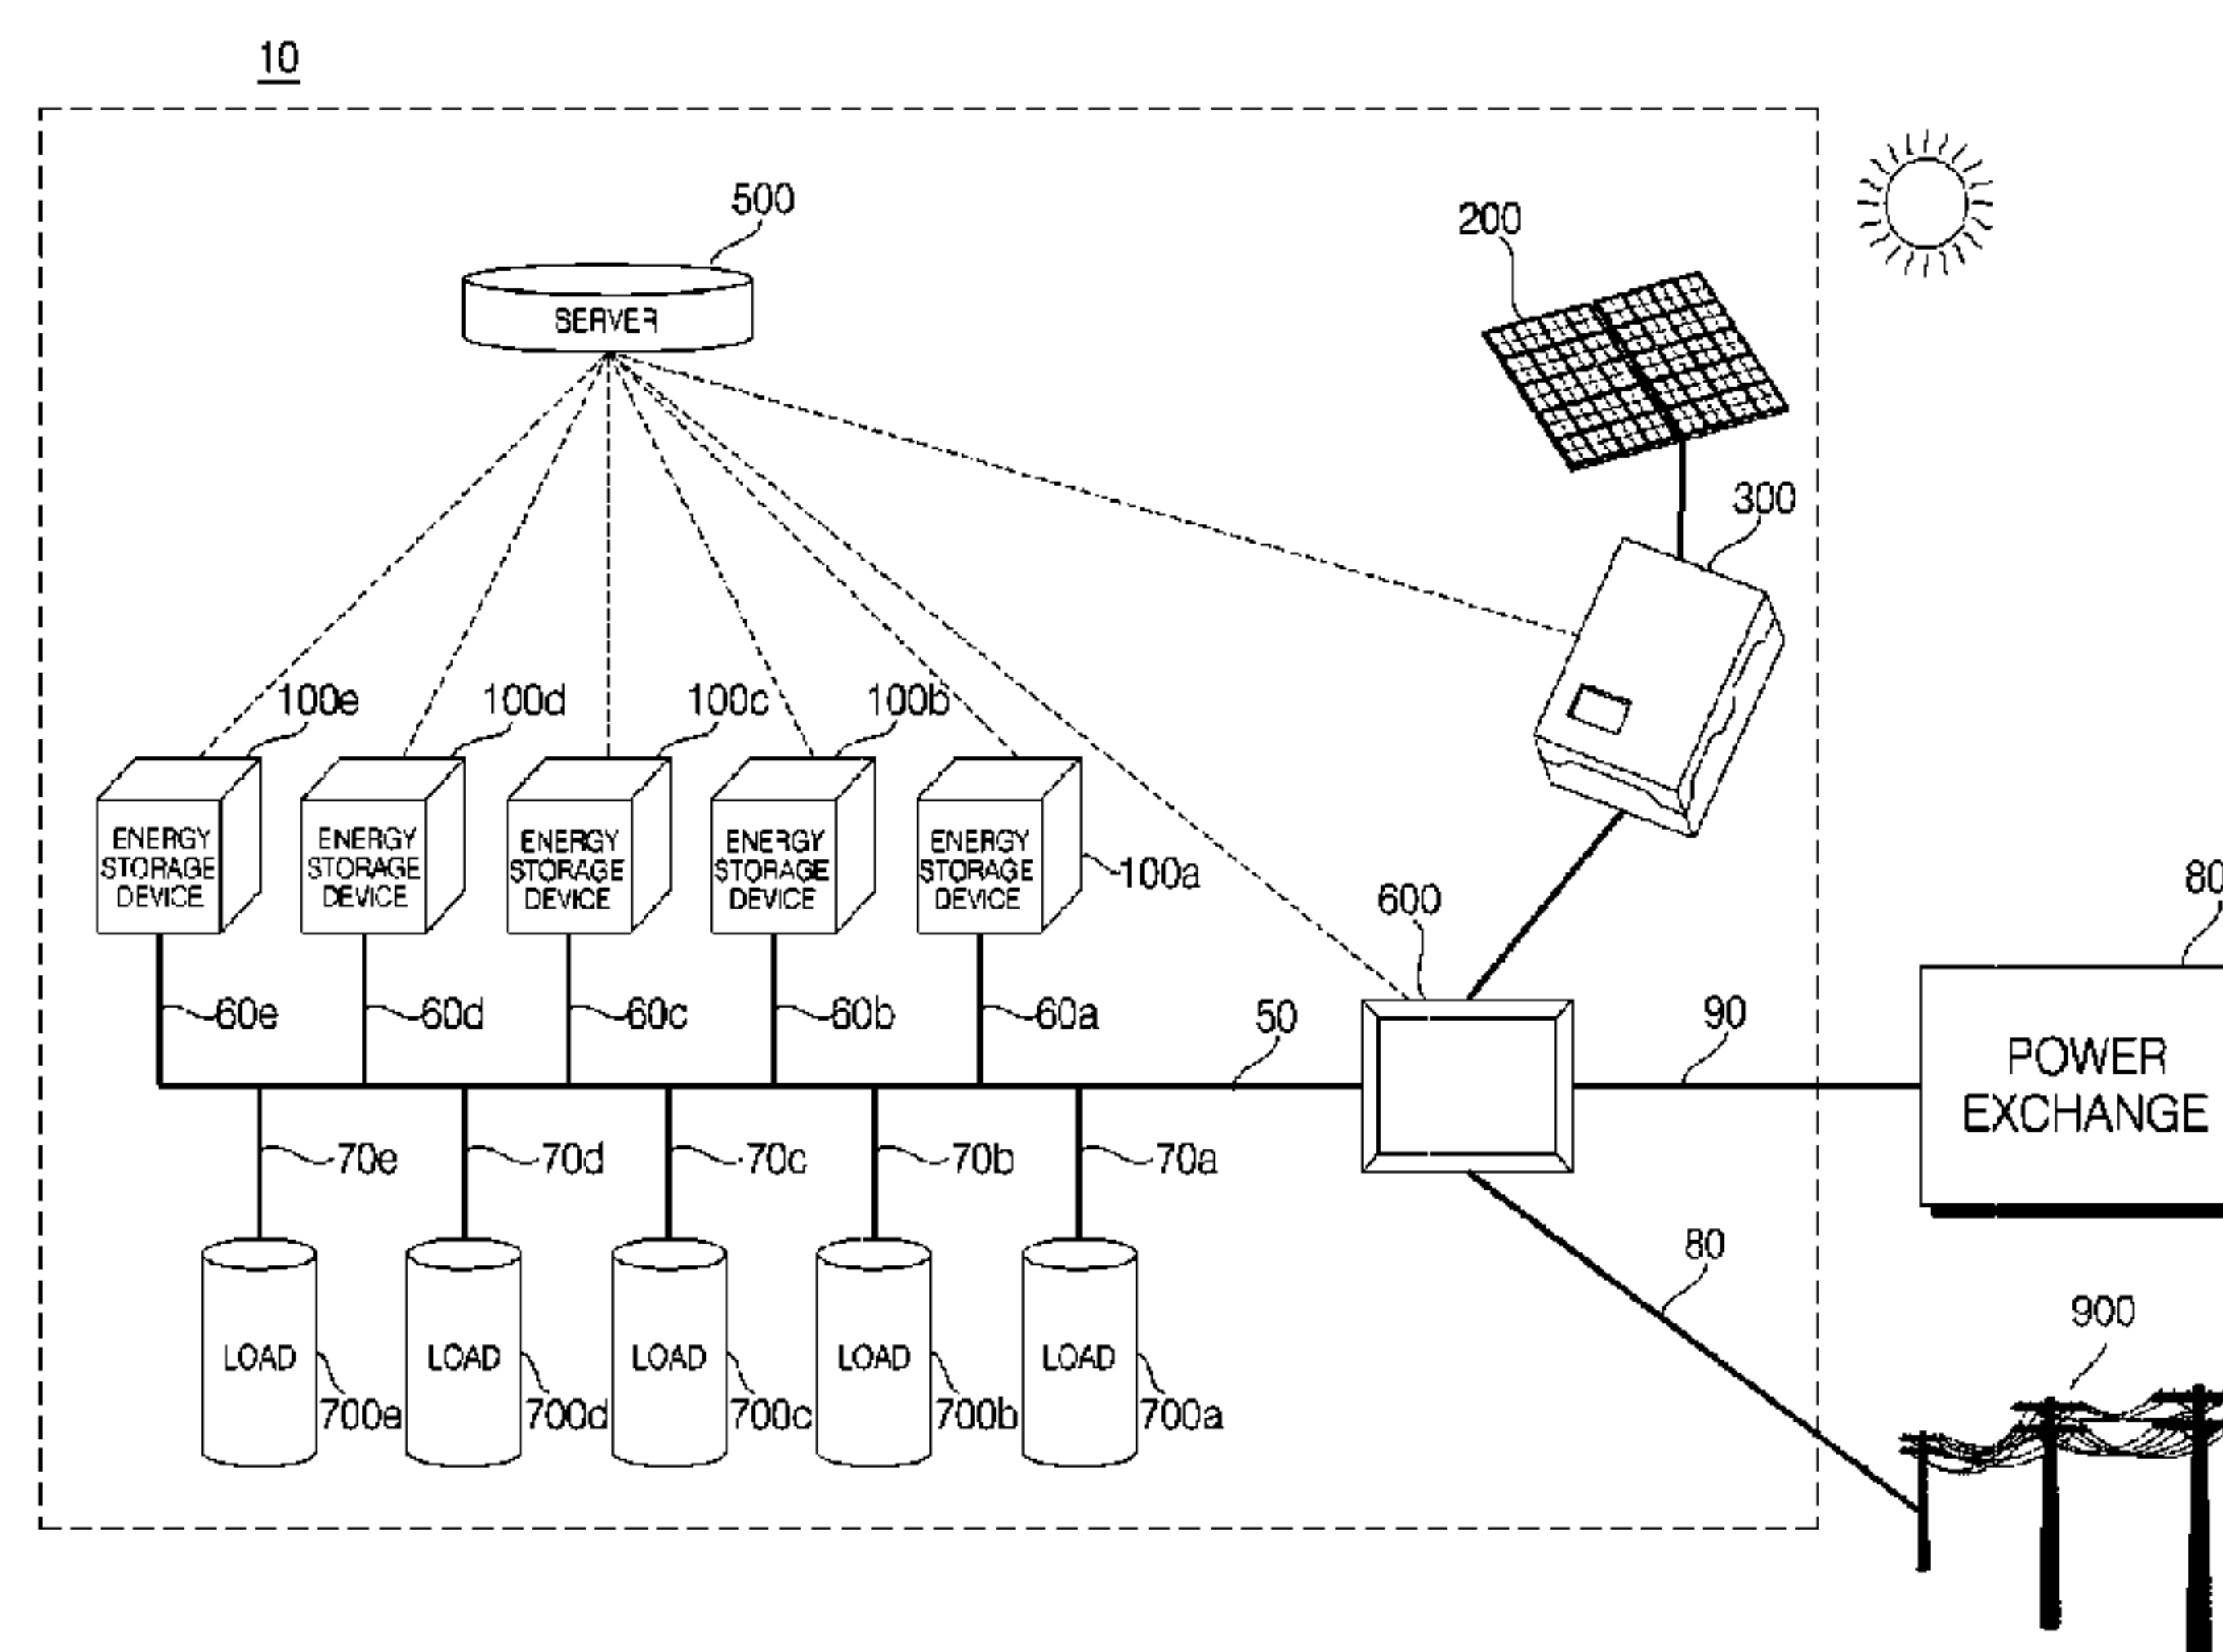 10
500
SERVER
200
300
100e
100d
100c
100b
ENERGY
STORAGE
DEVICE
ENERGY
STORAGE
DEVICE
ENERGY
STORAGE
DEVICE
ENERGY
STORAGE
DEVICE
ENERGY
STORAGE
DEVICE
100a
600
80
60e
60d
60c
60b
60a
50
90
POWER
EXCHANGE
70e
70d
70c
70b
70a
80
LOAD
LOAD
LOAD
LOAD
LOAD
900
700e
700d
700c
700b
700a